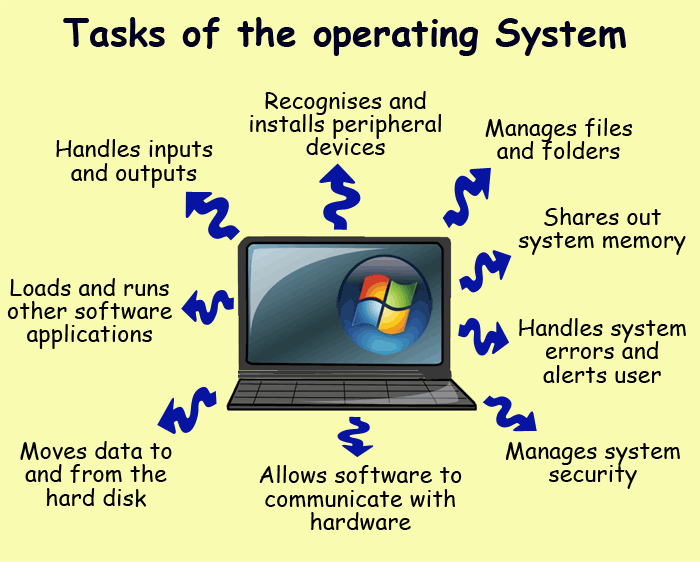 Tasks of the operating System
Recognises and
installs peripheral
devices
Manages files
and folders
Handles inputs
and outputs
Shares out
system memory
Loads and runs
other software
applications
Handles system
errors and
alerts user
Moves data to
and from the
hard disk
Allows software to
communicate with
hardware
Manages system
security